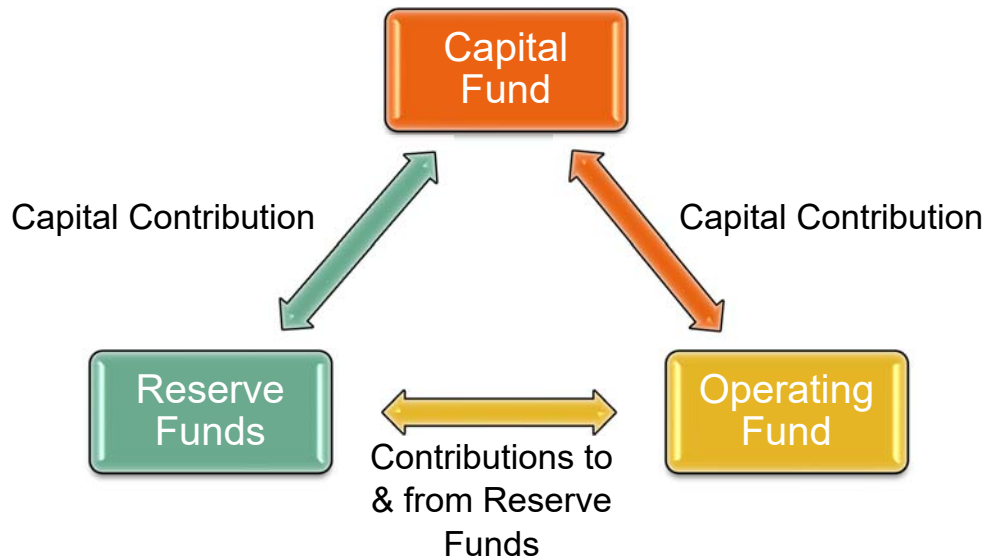 Capital
Fund
Capital Contribution
Capital Contribution
Reserve
Funds
Operating
Fund
Contributions to
& from Reserve
Funds